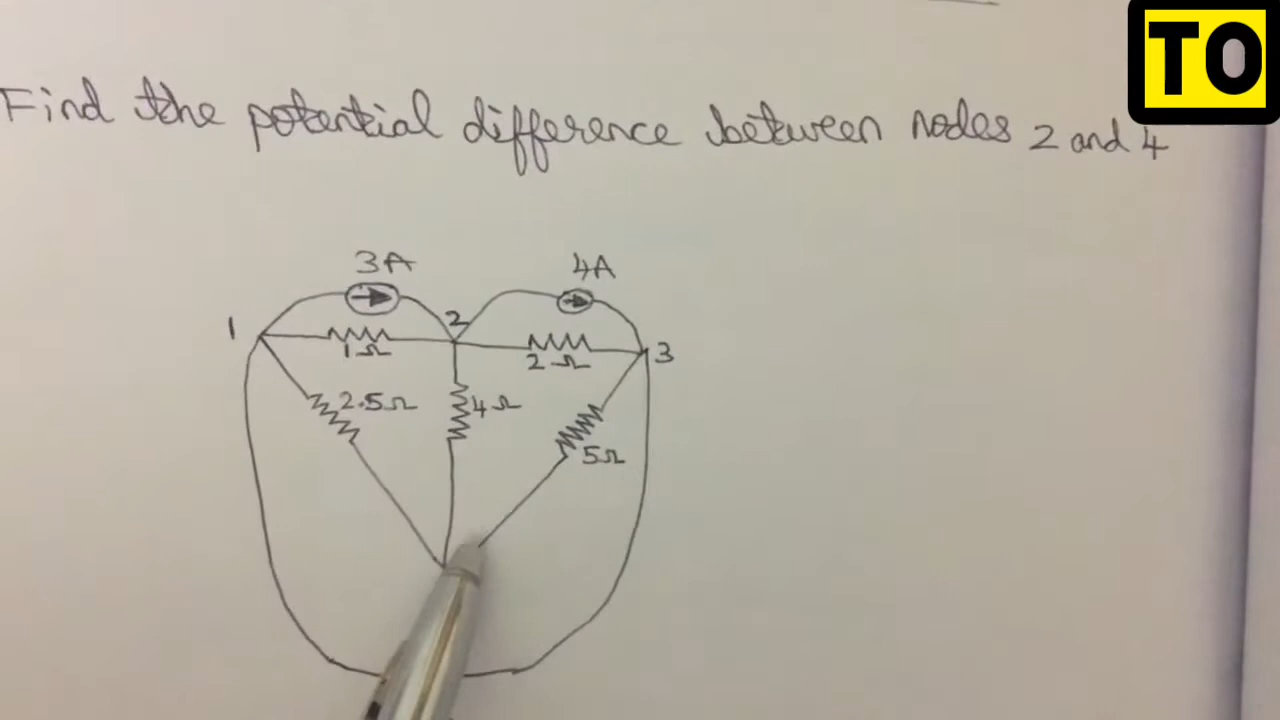 TO
Find the potential difference between nodes 2 and 4
3A
4A
1
2
1Ω
2Ω
3
2.5Ω
4Ω
5Ω